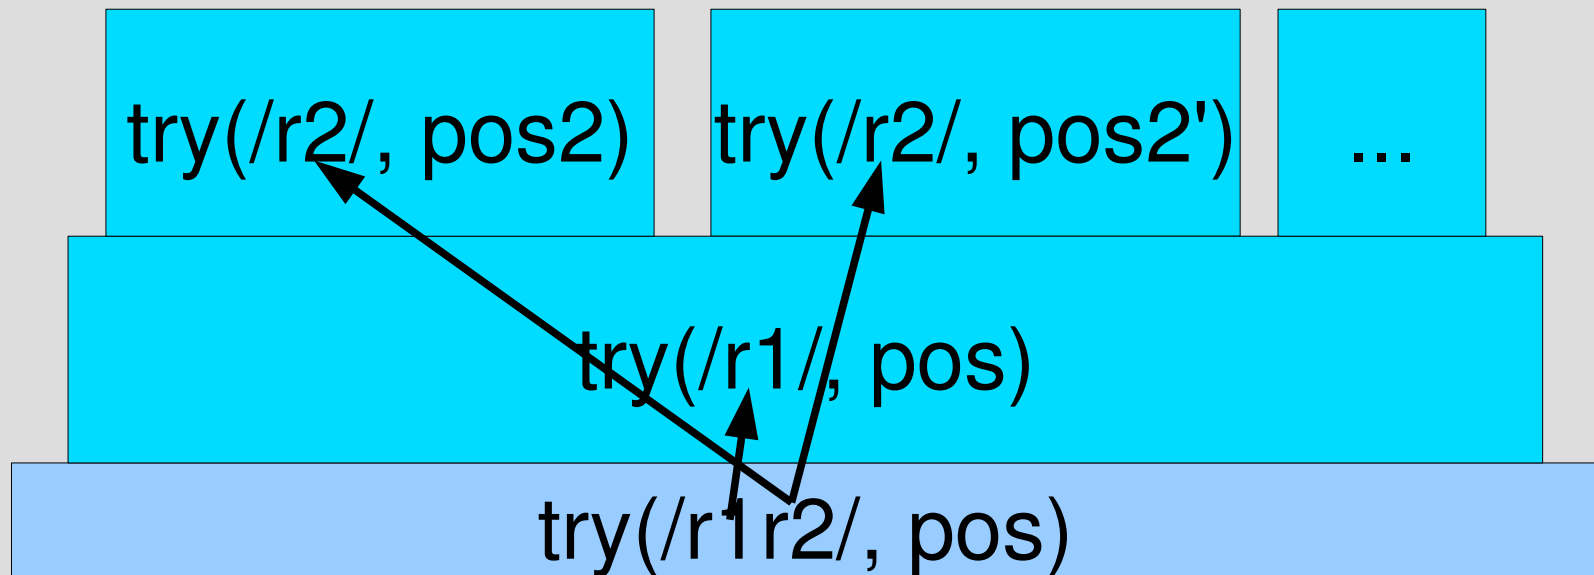 try(/r2/, pos2)
try(/r2/, pos2')
...
try(/r1/, pos)
try(/r1r2/, pos)